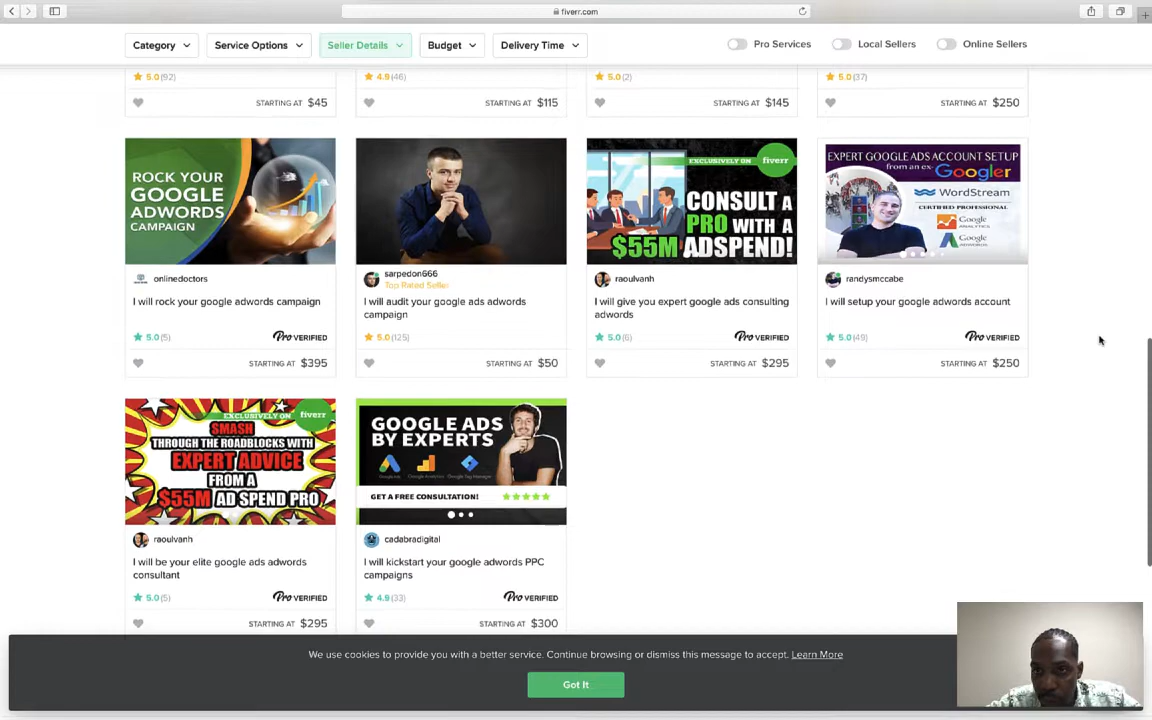 fiverr.com
Category
Service Options
Seller Details
Budget
Delivery Time
Pro Services
Local Sellers
Online Sellers
5.0 (92)
4.9 (46)
5.0 (2)
5.0 (37)
STARTING AT $45
STARTING AT $115
STARTING AT $145
STARTING AT $250
ROCK YOUR
GOOGLE
ADWORDS
CAMPAIGN
EXCLUSIVELY ON fiverr
CONSULT A
PRO WITH A
$55M ADSPEND!
EXPERT GOOGLE ADS ACCOUNT SETUP
from an ex-Googler
WordStream
CERTIFIED PROFESSIONAL
Google
ANALYTICS
Google
ADWORDS
onlinedoctors
I will rock your google adwords campaign
5.0 (5)
Pro VERIFIED
STARTING AT $395
sarpedon666
Top Rated Seller
I will audit your google ads adwords
campaign
5.0 (125)
STARTING AT $50
raoulvanh
I will give you expert google ads consulting
adwords
5.0 (6)
Pro VERIFIED
STARTING AT $295
randysmccabe
I will setup your google adwords account
5.0 (49)
Pro VERIFIED
STARTING AT $250
EXCLUSIVELY ON fiverr
SMASH
THROUGH THE ROADBLOCKS WITH
EXPERT ADVICE
FROM A
$55M AD SPEND PRO
raoulvanh
I will be your elite google ads adwords
consultant
5.0 (5)
Pro VERIFIED
STARTING AT $295
GOOGLE ADS
BY EXPERTS
Google Ads
Google Analytics
Google Tag Manager
GET A FREE CONSULTATION!
cadabradigital
I will kickstart your google adwords PPC
campaigns
4.9 (33)
Pro VERIFIED
STARTING AT $300
We use cookies to provide you with a better service. Continue browsing or dismiss this message to accept. Learn More
Got It